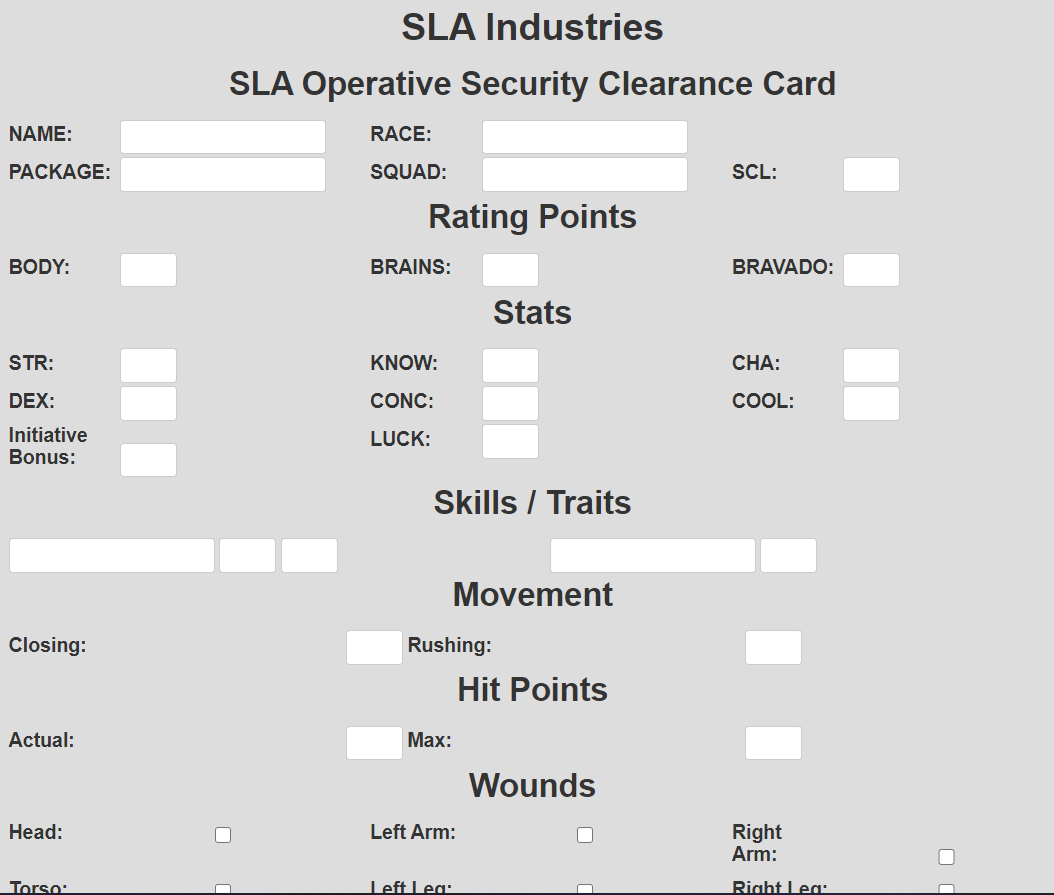 SLA Industries
SLA Operative Security Clearance Card
NAME: RACE:
PACKAGE: SQUAD: SCL:
Rating Points
BODY: BRAINS: BRAVADO:
Stats
STR: KNOW: CHA:
DEX: CONC: COOL:
Initiative
Bonus:
LUCK:
Skills / Traits
Movement
Closing: Rushing:
Hit Points
Actual: Max:
Wounds
Head: Left Arm: Right
Arm:
Torso: Left Leg: Right Leg: